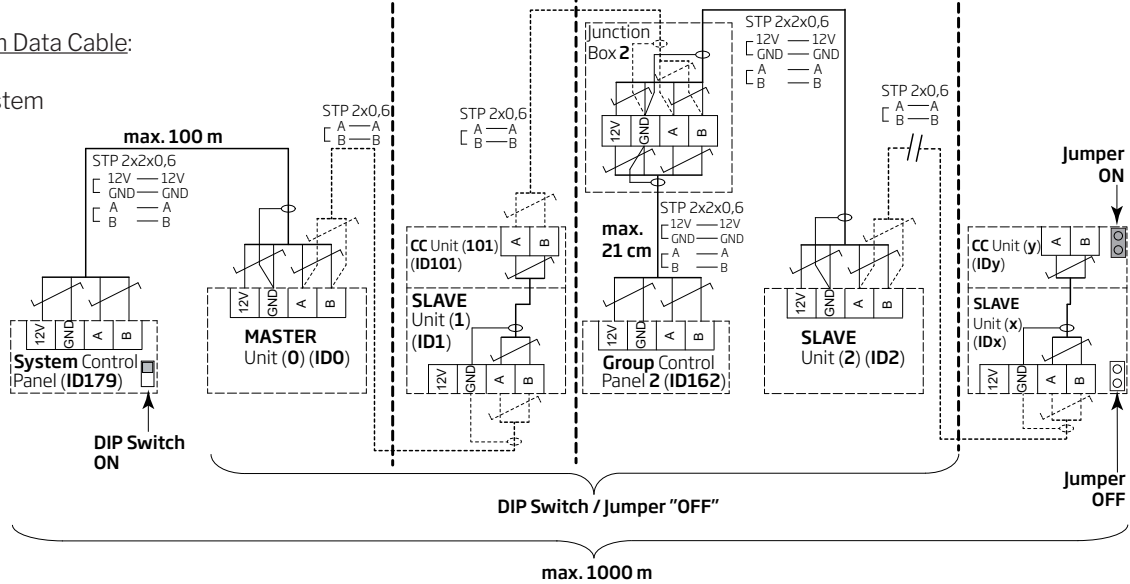 n Data Cable:
stem
max. 100 m
STP 2x2x0,6
12V — 12V
GND — GND
A — A
B — B
12V
GND
A
B
System Control
Panel (ID179)
DIP Switch
ON
STP 2x0,6
A — A
B — B
12V
GND
A
B
MASTER
Unit (0) (ID0)
STP 2x0,6
A — A
B — B
CC Unit (101)
(ID101)
A
B
SLAVE
Unit (1)
(ID1)
12V
GND
A
B
Junction
Box 2
12V
GND
A
B
STP 2x2x0,6
12V — 12V
GND — GND
A — A
B — B
max.
21 cm
12V
GND
A
B
Group Control
Panel 2 (ID162)
STP 2x2x0,6
12V — 12V
GND — GND
A — A
B — B
12V
GND
A
B
SLAVE
Unit (2) (ID2)
STP 2x0,6
A — A
B — B
Jumper
ON
CC Unit (y)
(IDy)
A
B
SLAVE
Unit (x)
(IDx)
12V
GND
A
B
Jumper
OFF
DIP Switch / Jumper "OFF"
max. 1000 m